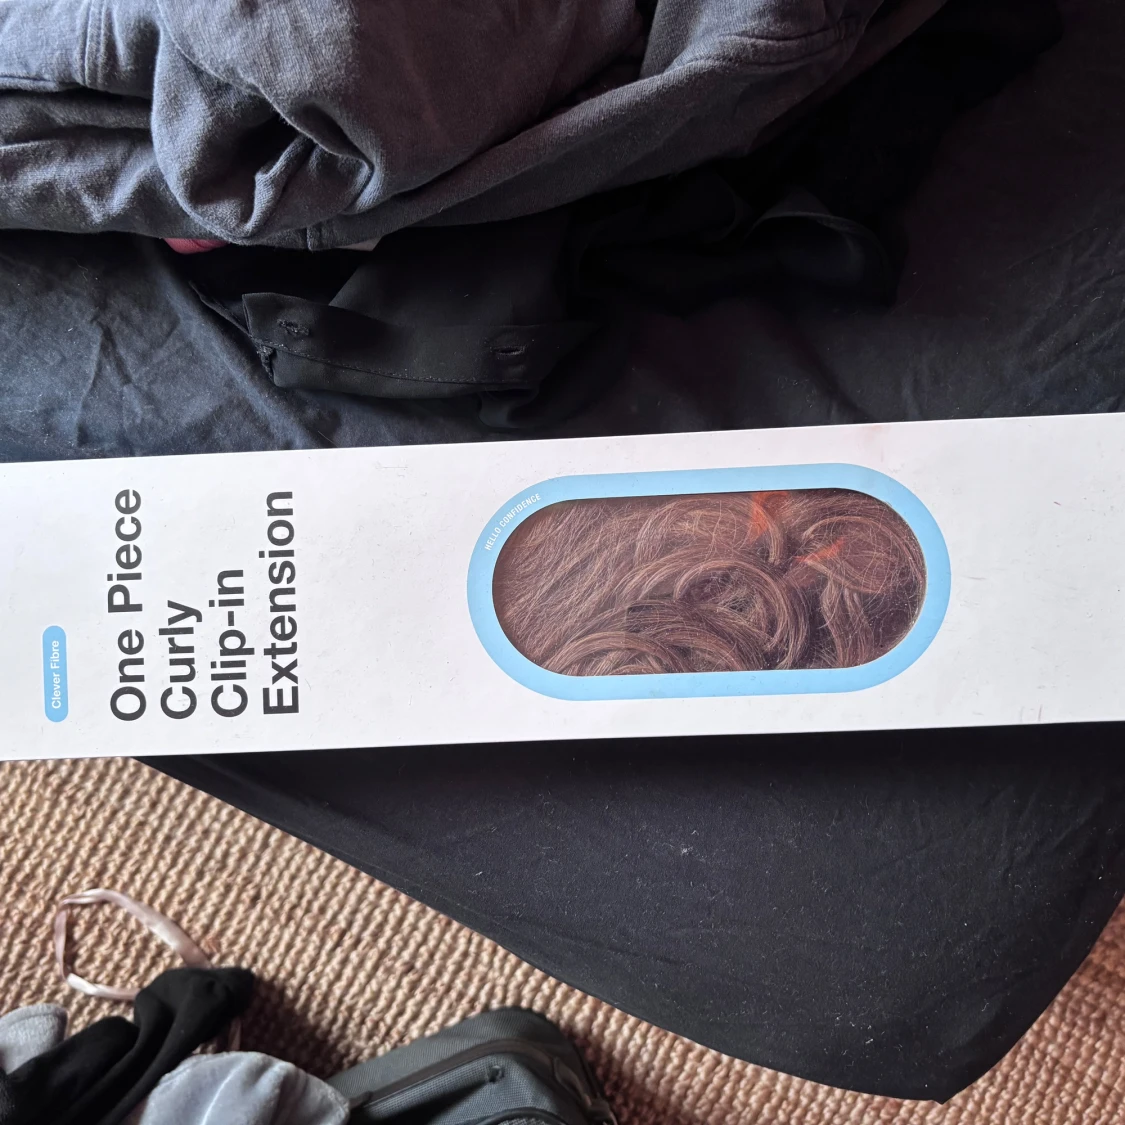 Clever Fibre
One Piece
Curly
Clip-in
Extension
HELLO CONFIDENCE